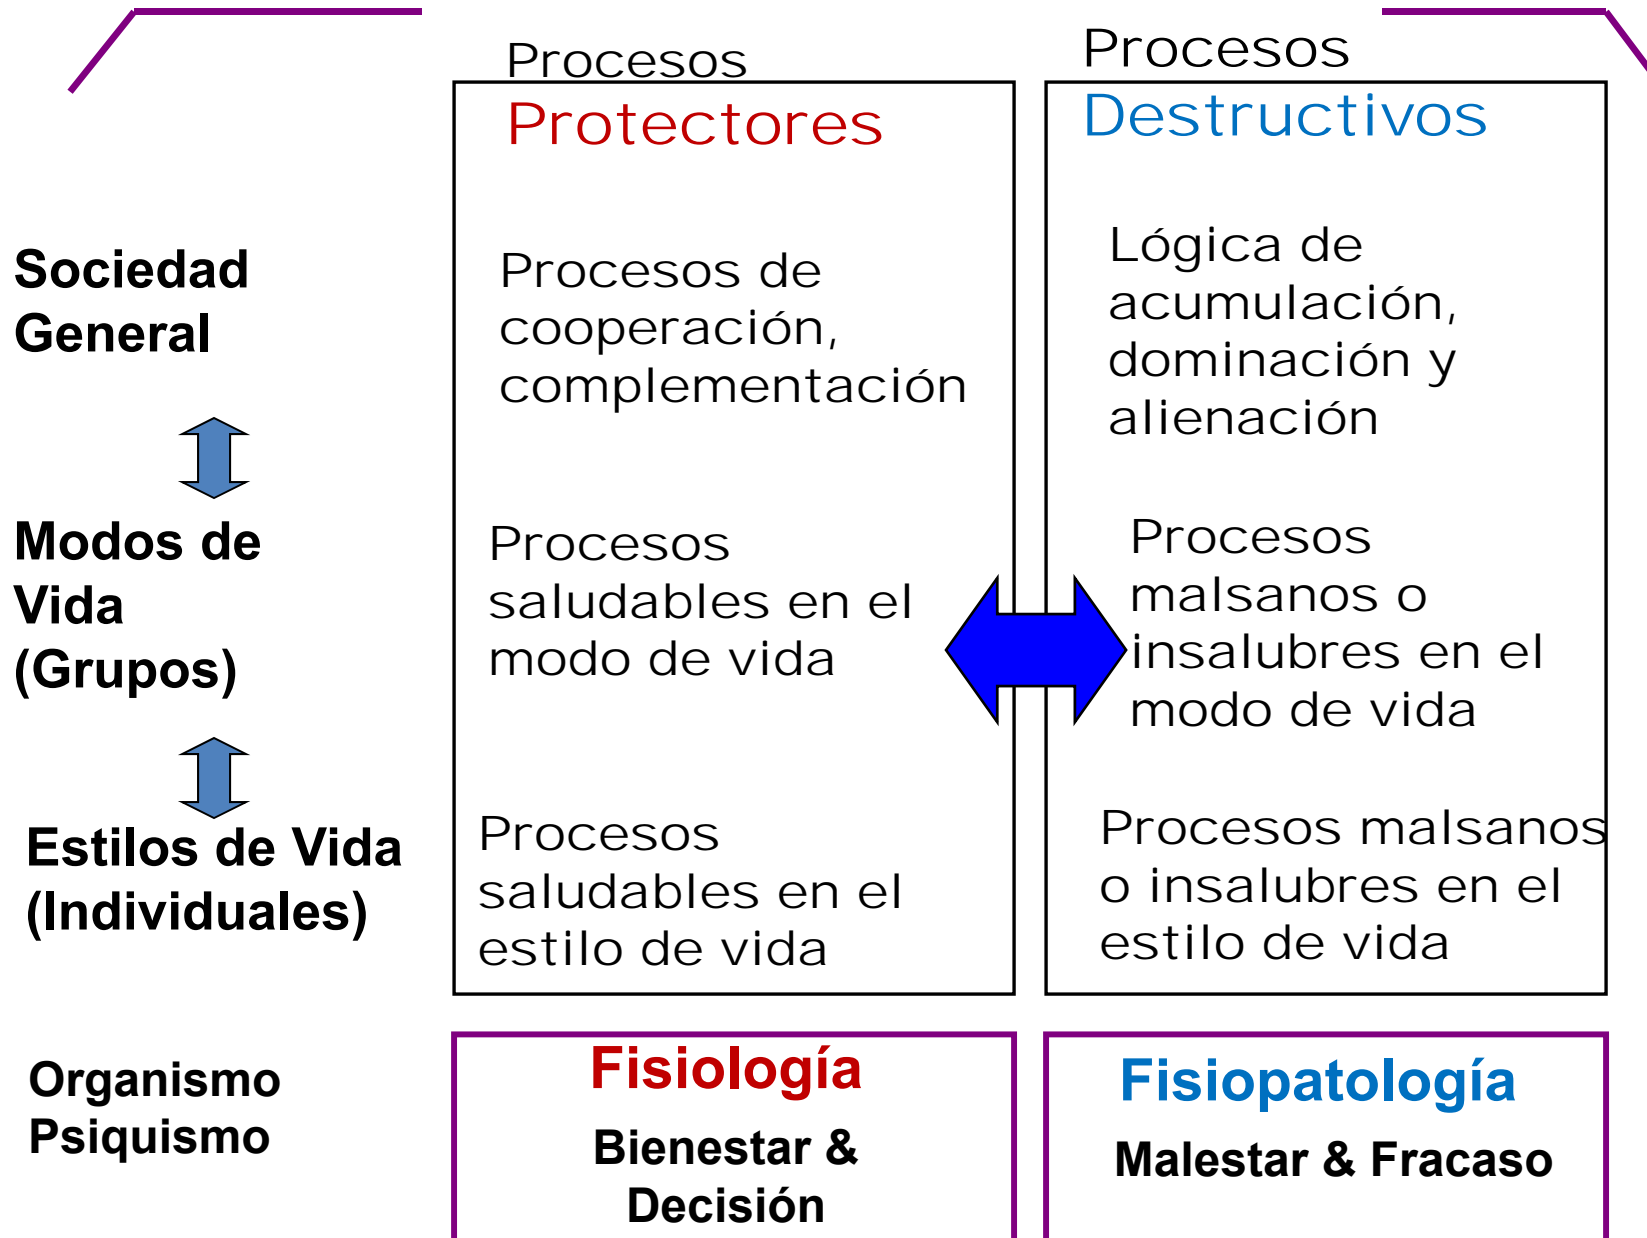 Procesos
Protectores
Procesos
Destructivos
Sociedad
General
Procesos de
cooperación,
complementación
Lógica de
acumulación,
dominación y
alienación
Modos de
Vida
(Grupos)
Procesos
saludables en el
modo de vida
Procesos
malsanos o
insalubres en el
modo de vida
Estilos de Vida
(Individuales)
Procesos
saludables en el
estilo de vida
Procesos malsanos
o insalubres en el
estilo de vida
Organismo
Psiquismo
Fisiología
Bienestar &
Decisión
Fisiopatología
Malestar & Fracaso